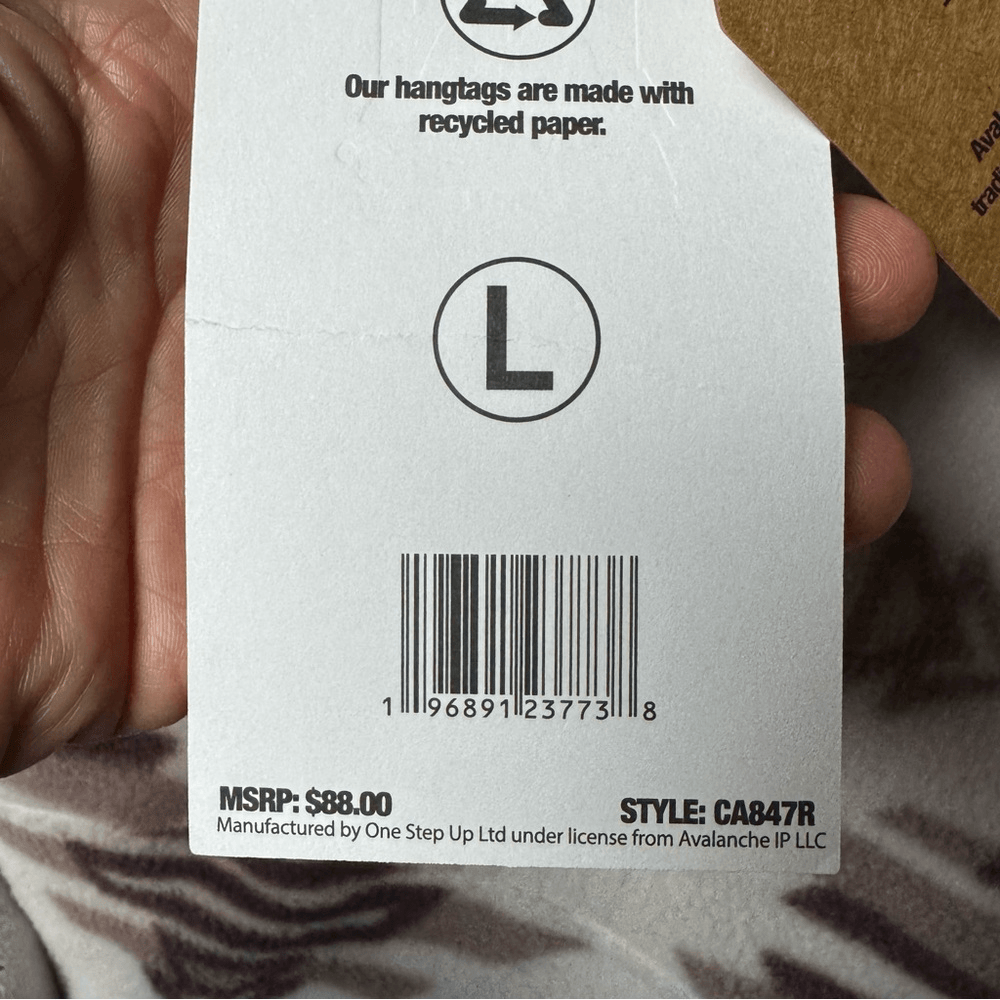 Our hangtags are made with
recycled paper.
L
1 96891 23773 8
MSRP: $88.00
STYLE: CA847R
Manufactured by One Step Up Ltd under license from Avalanche IP LLC